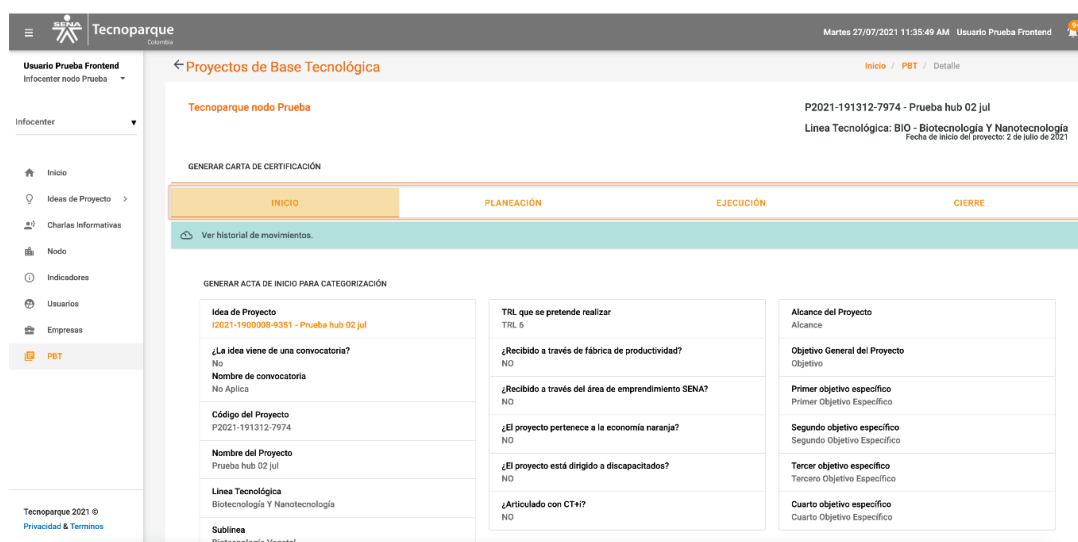 SENA
Tecnoparque
Colombia
Martes 27/07/2021 11:35:49 AM Usuario Prueba Frontend
9+
Usuario Prueba Frontend
Infocenter nodo Prueba
Infocenter
Inicio
Ideas de Proyecto
Charlas Informativas
Nodo
Indicadores
Usuarios
Empresas
PBT
Tecnoparque 2021 ©
Privacidad & Terminos
Proyectos de Base Tecnológica
Inicio / PBT / Detalle
Tecnoparque nodo Prueba
P2021-191312-7974 - Prueba hub 02 jul
Linea Tecnológica: BIO - Biotecnología Y Nanotecnología
Fecha de inicio del proyecto: 2 de julio de 2021
GENERAR CARTA DE CERTIFICACIÓN
INICIO PLANEACIÓN EJECUCIÓN CIERRE
Ver historial de movimientos.
GENERAR ACTA DE INICIO PARA CATEGORIZACIÓN
Idea de Proyecto
I2021-1900008-9351 - Prueba hub 02 jul
¿La idea viene de una convocatoria?
No
Nombre de convocatoria
No Aplica
Código del Proyecto
P2021-191312-7974
Nombre del Proyecto
Prueba hub 02 jul
Linea Tecnológica
Biotecnología Y Nanotecnología
Sublínea
Biotecnología Vegetal
TRL que se pretende realizar
TRL 6
¿Recibido a través de fábrica de productividad?
NO
¿Recibido a través del área de emprendimiento SENA?
NO
¿El proyecto pertenece a la economía naranja?
NO
¿El proyecto está dirigido a discapacitados?
NO
¿Articulado con CT+i?
NO
Alcance del Proyecto
Alcance
Objetivo General del Proyecto
Objetivo
Primer objetivo específico
Primer Objetivo Específico
Segundo objetivo específico
Segundo Objetivo Específico
Tercer objetivo específico
Tercero Objetivo Específico
Cuarto objetivo específico
Cuarto Objetivo Específico